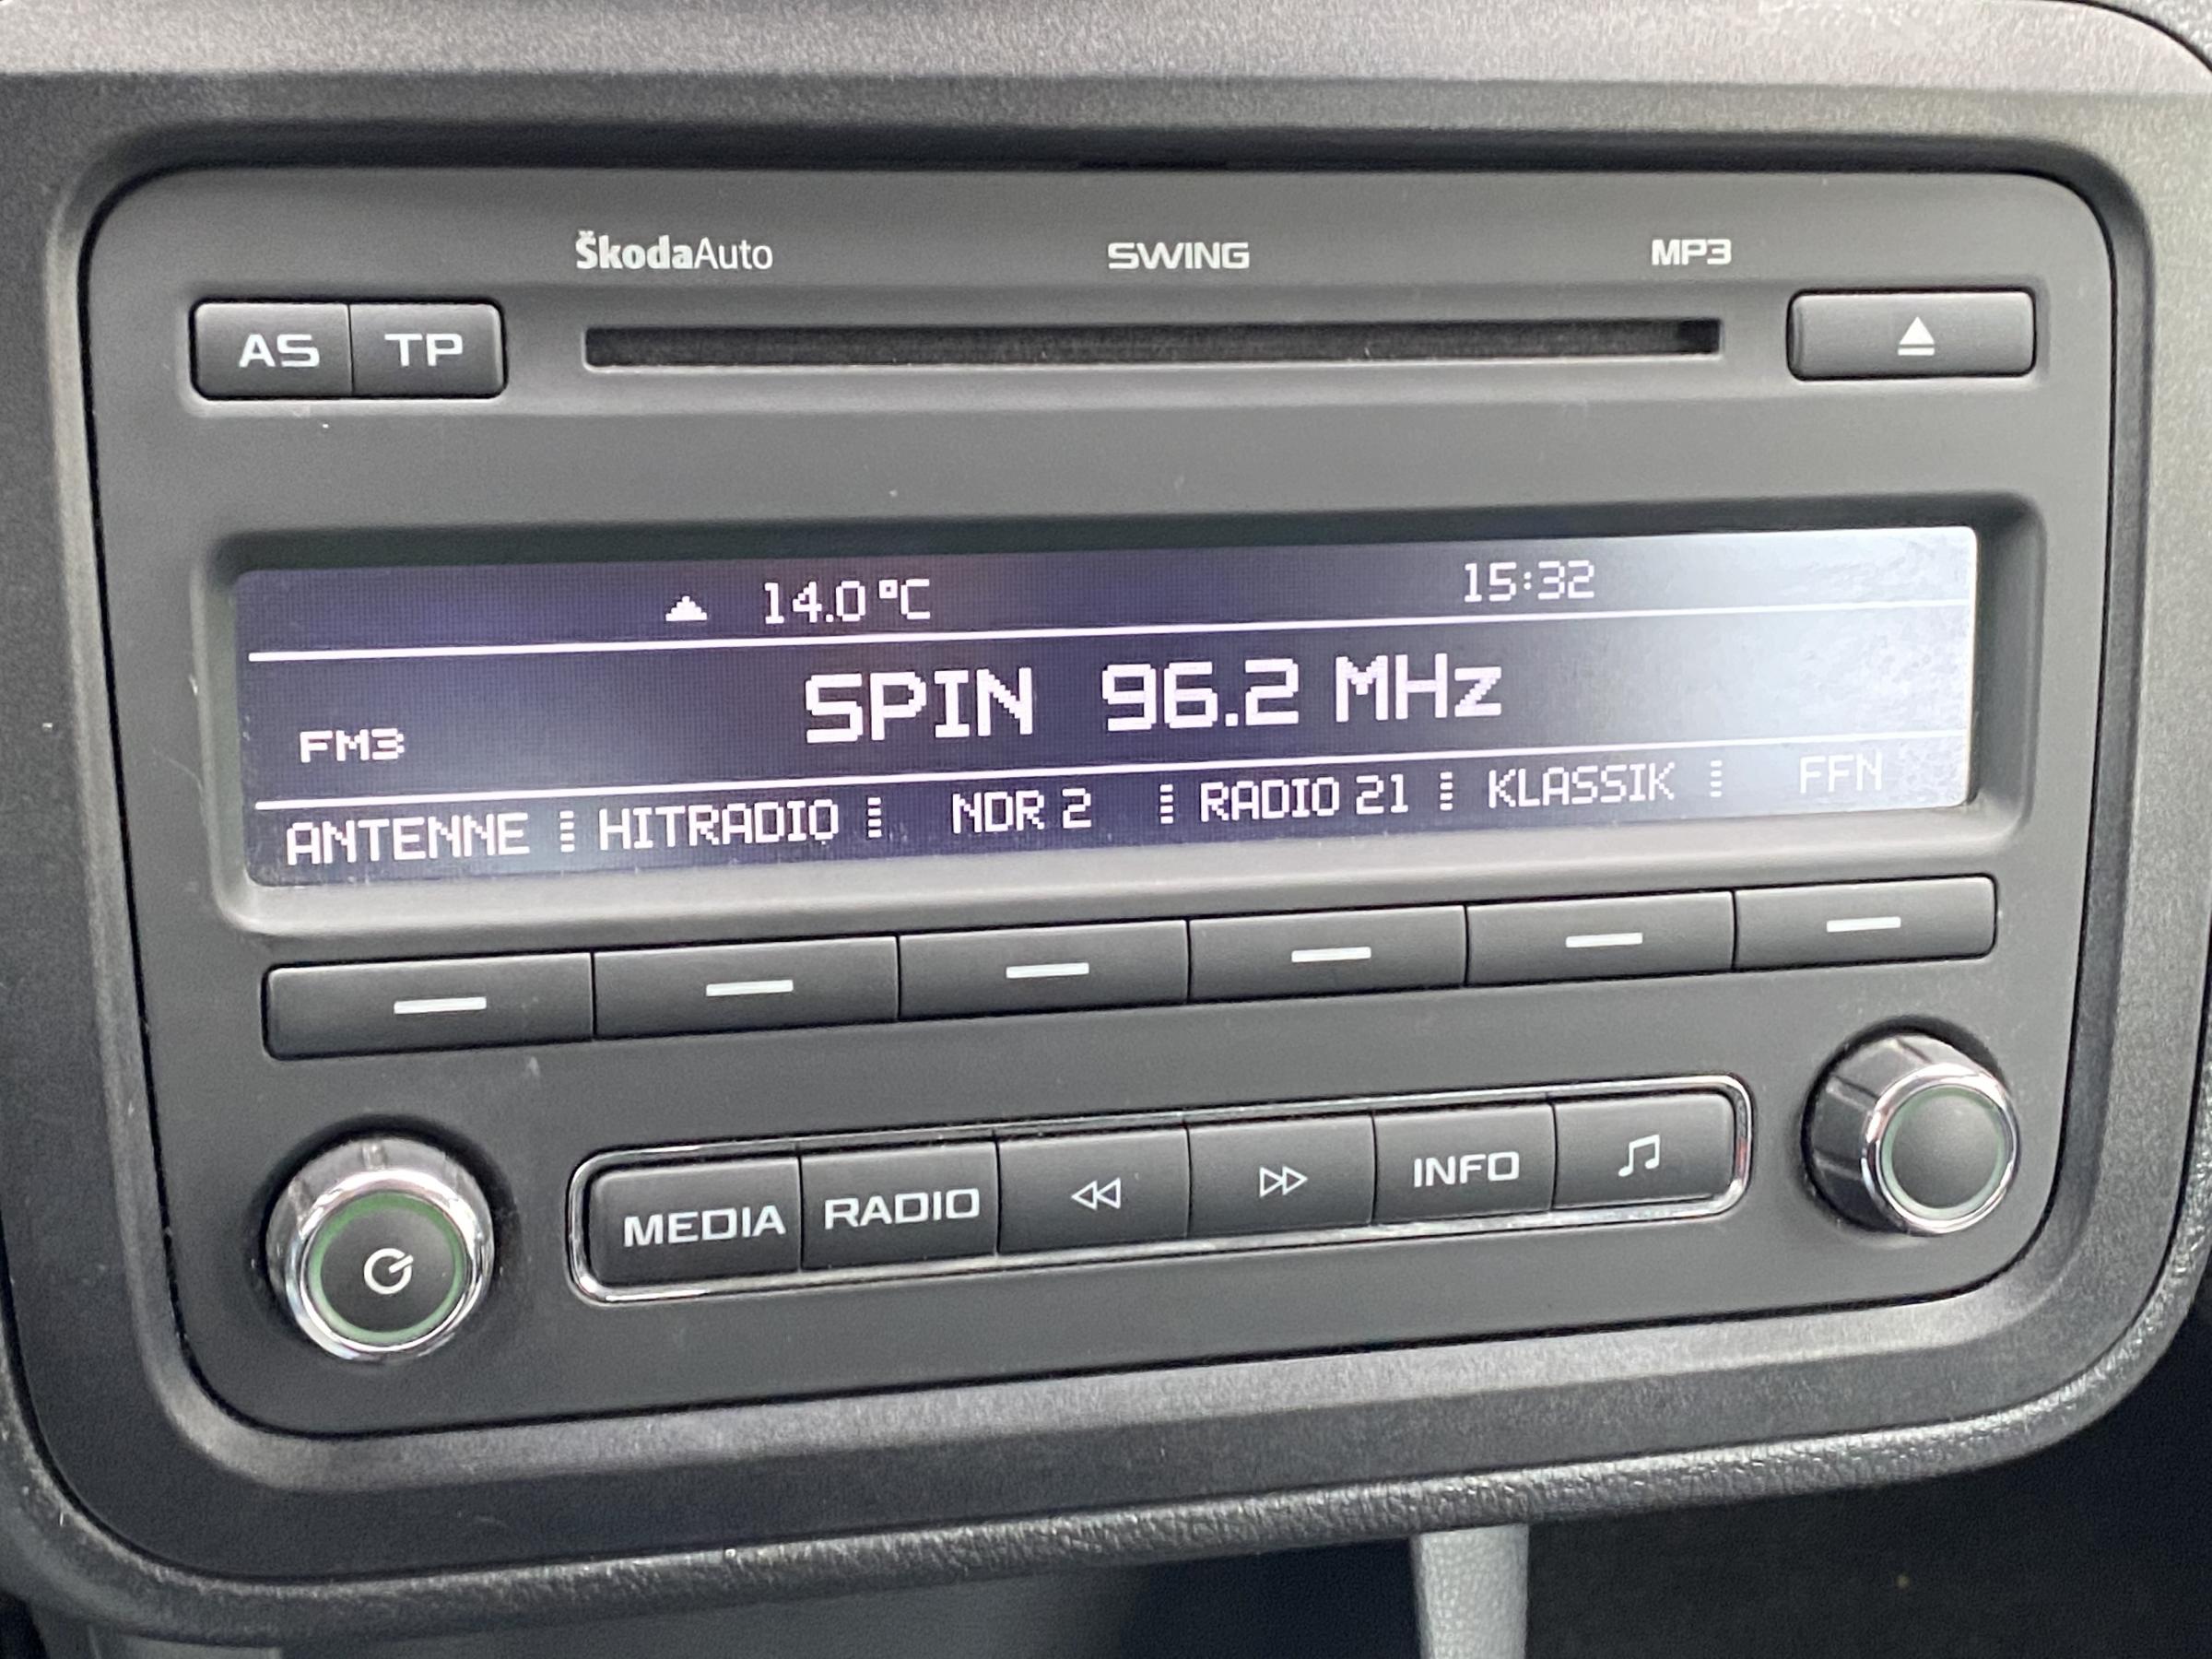 ŠkodaAuto SWING MP3
AS TP
14.0 °C 15:32
SPIN 96.2 MHz
FM3
ANTENNE HITRADIO NDR 2 RADIO 21 KLASSIK FFN
MEDIA RADIO INFO